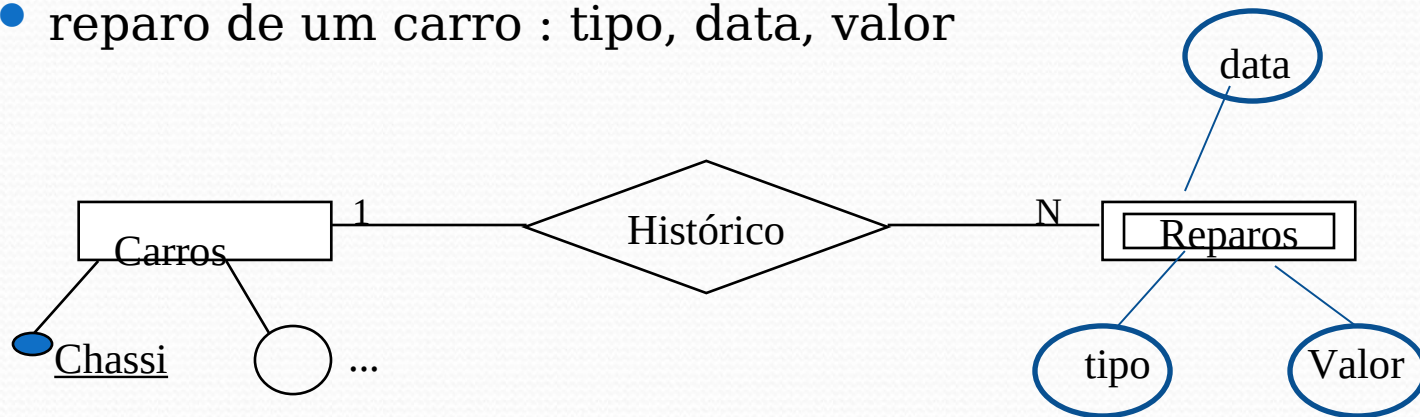 reparo de um carro : tipo, data, valor
data
1
N
Histórico
Reparos
Carros
Chassi
...
tipo
Valor